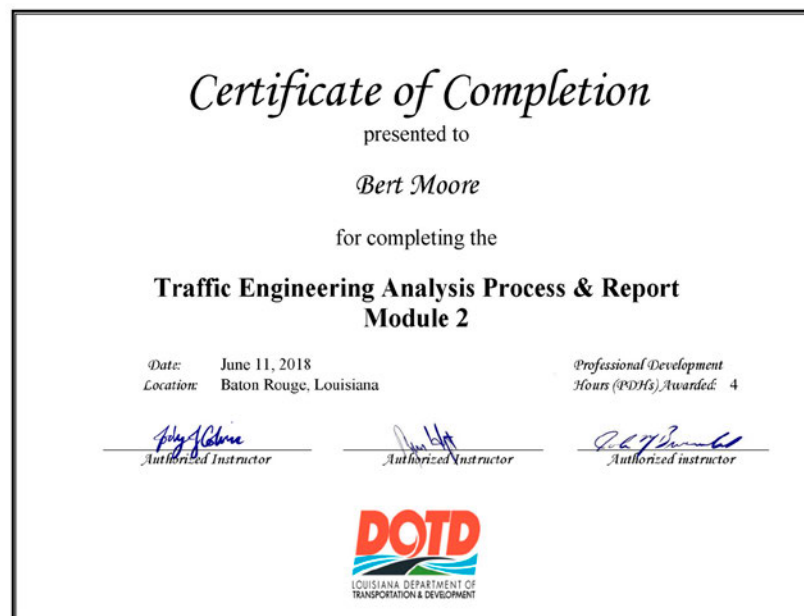 Certificate of Completion
presented to
Bert Moore
for completing the
Traffic Engineering Analysis Process & Report
Module 2
Date: June 11, 2018
Location: Baton Rouge, Louisiana
Professional Development
Hours (PDHs) Awarded: 4
Authorized Instructor
Authorized Instructor
Authorized instructor
DOTD
LOUISIANA DEPARTMENT OF
TRANSPORTATION & DEVELOPMENT